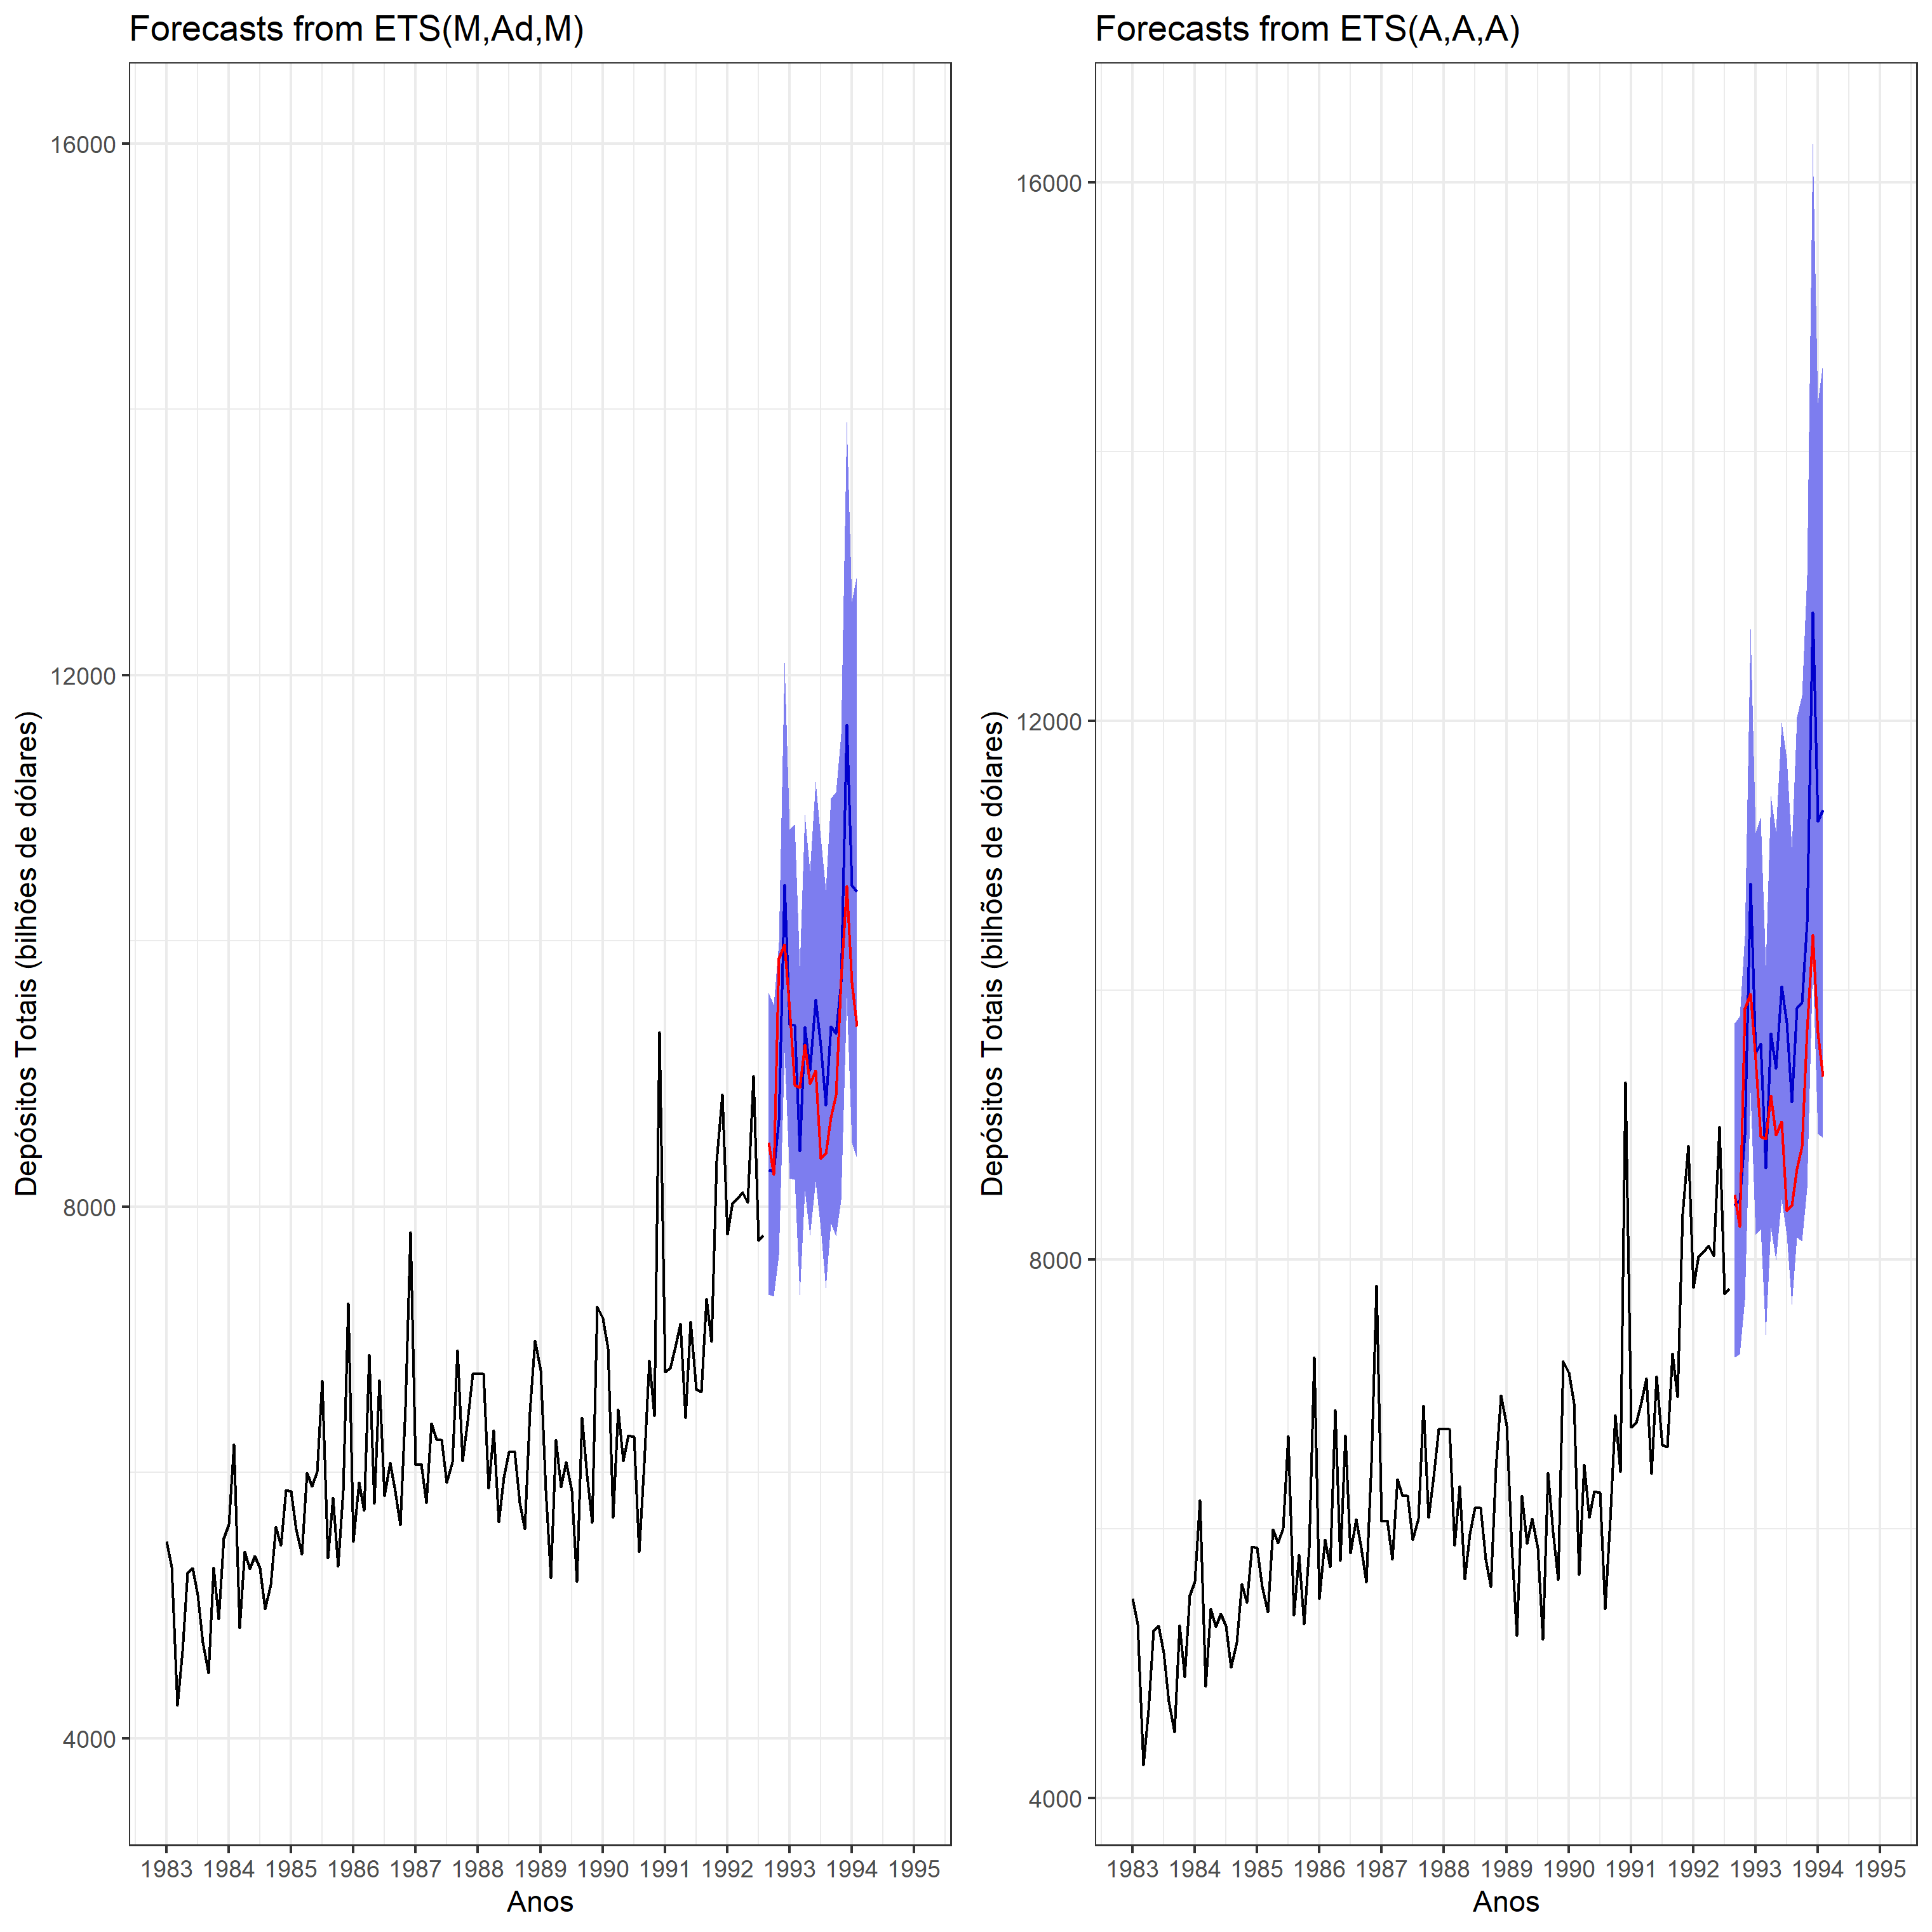 Forecasts from ETS(M,Ad,M)
16000
12000
8000
4000
Depósitos Totais (bilhões de dólares)
1983 1984 1985 1986 1987 1988 1989 1990 1991 1992 1993 1994 1995
Anos
Forecasts from ETS(A,A,A)
16000
12000
8000
4000
Depósitos Totais (bilhões de dólares)
1983 1984 1985 1986 1987 1988 1989 1990 1991 1992 1993 1994 1995
Anos